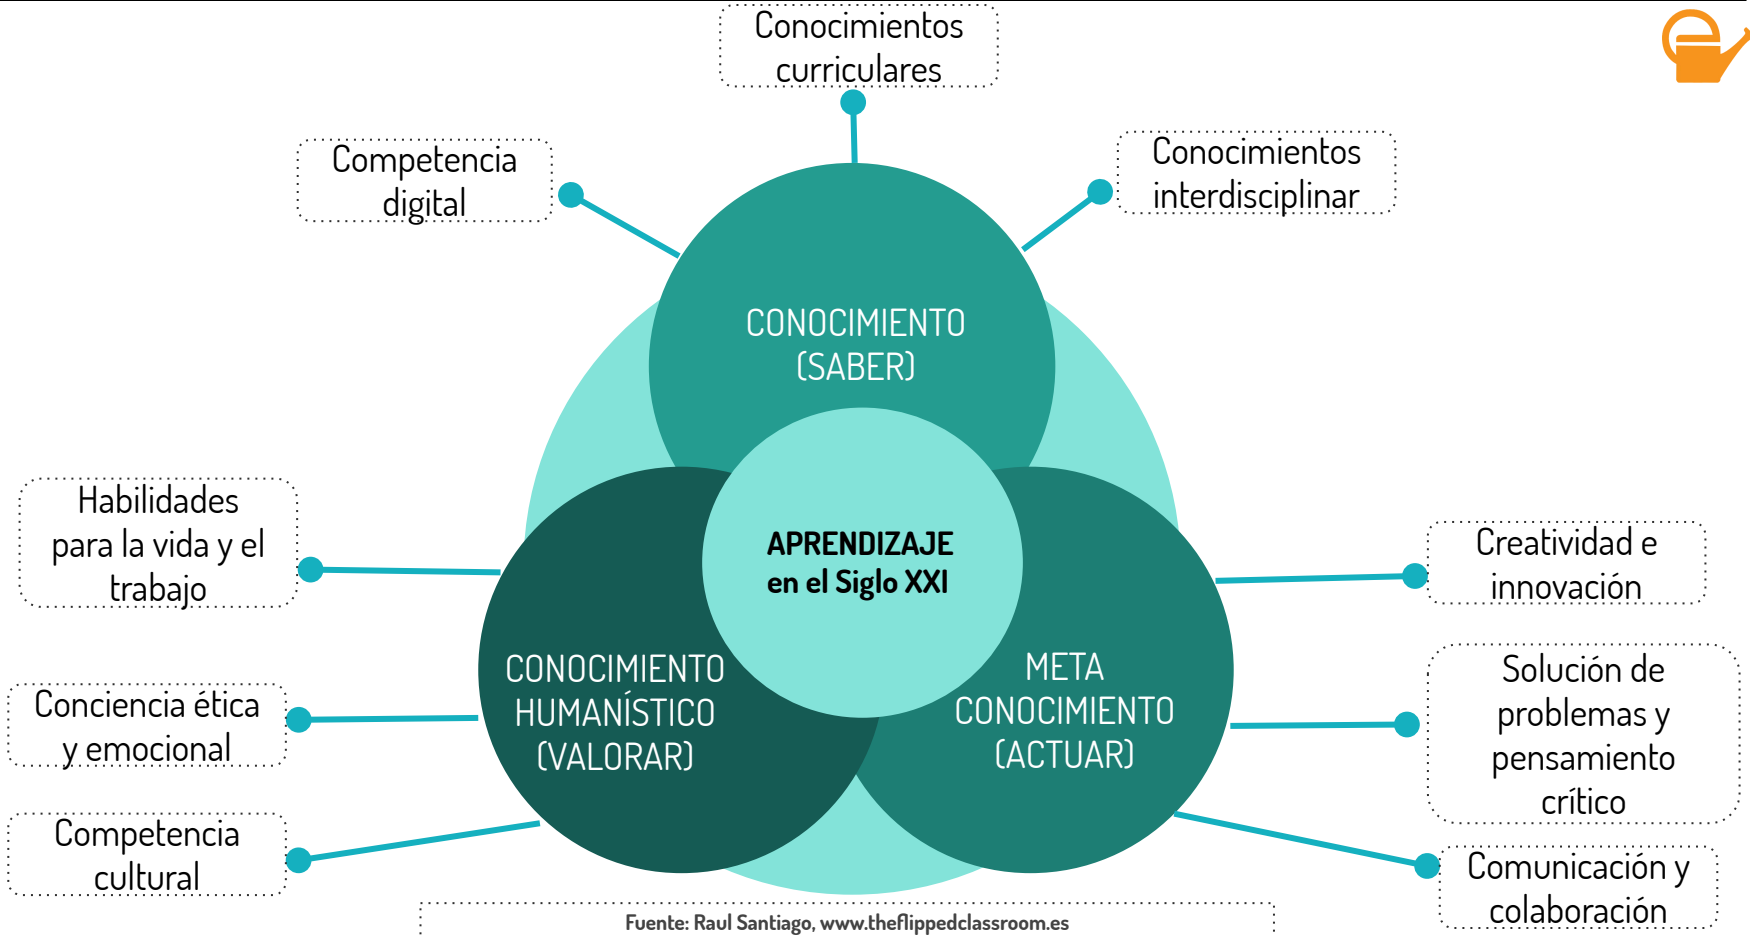 Conocimientos
curriculares
Competencia
digital
Conocimientos
interdisciplinar
CONOCIMIENTO
(SABER)
Habilidades
para la vida y el
trabajo
APRENDIZAJE
en el Siglo XXI
Creatividad e
innovación
CONOCIMIENTO
HUMANÍSTICO
(VALORAR)
META
CONOCIMIENTO
(ACTUAR)
Solución de
problemas y
pensamiento
crítico
Conciencia ética
y emocional
Competencia
cultural
Comunicación y
colaboración
Fuente: Raul Santiago, www.theflippedclassroom.es